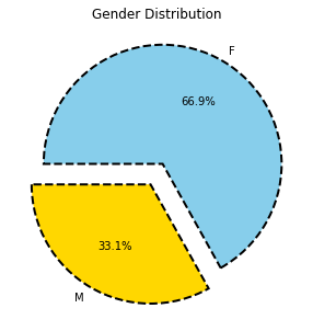 Gender Distribution
F
66.9%
33.1%
M